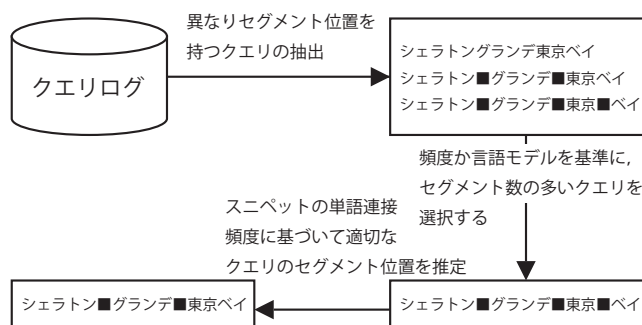 クエリログ
異なりセグメント位置を
持つクエリの抽出
シェラトングランデ東京ベイ
シェラトン■グランデ■東京ベイ
シェラトン■グランデ■東京■ベイ
頻度か言語モデルを基準に,
セグメント数の多いクエリを
選択する
スニペットの単語連接
頻度に基づいて適切な
クエリのセグメント位置を推定
シェラトン■グランデ■東京■ベイ
シェラトン■グランデ■東京ベイ